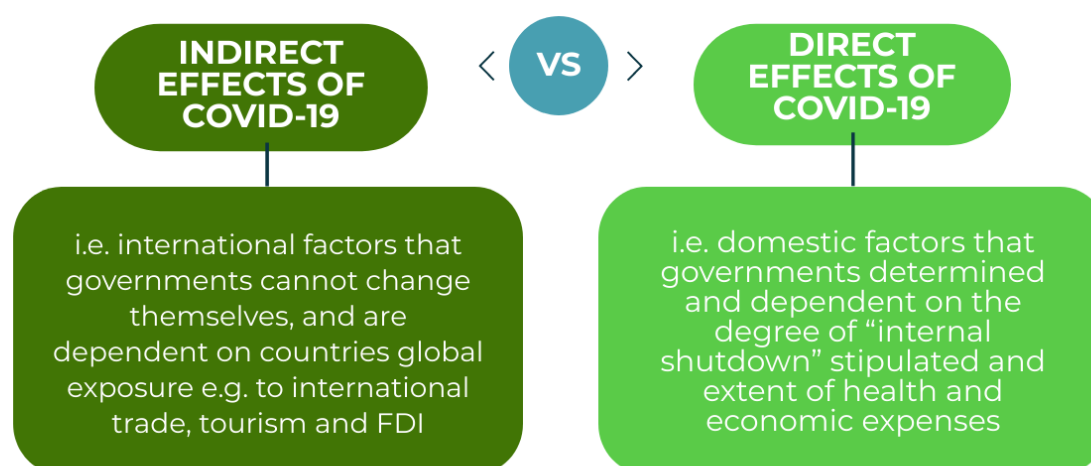 INDIRECT
EFFECTS OF
COVID-19
< VS >
DIRECT
EFFECTS OF
COVID-19
i.e. international factors that
governments cannot change
themselves, and are
dependent on countries global
exposure e.g. to international
trade, tourism and FDI
i.e. domestic factors that
governments determined
and dependent on the
degree of “internal
shutdown” stipulated and
extent of health and
economic expenses